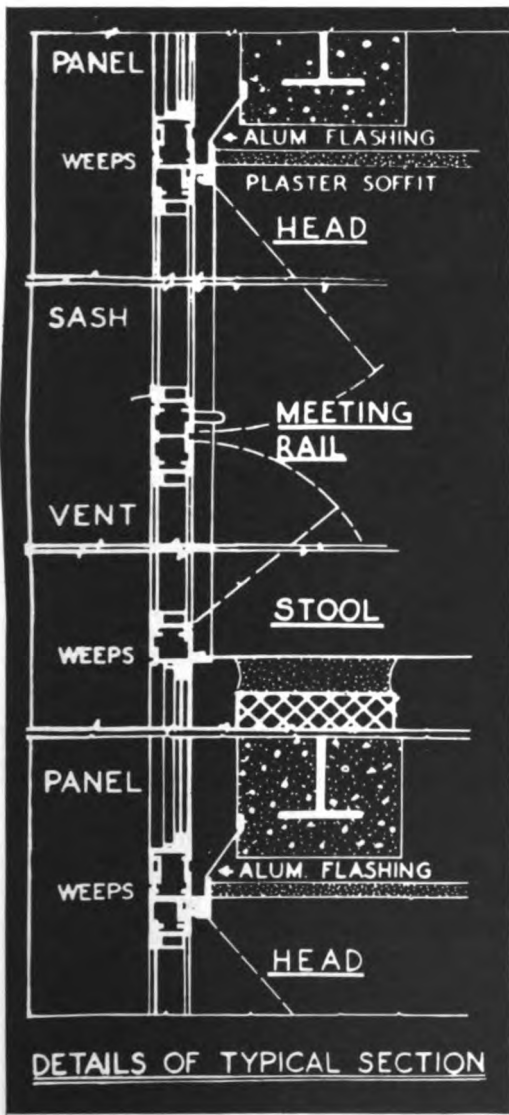 PANEL
ALUM FLASHING
WEEPS
PLASTER SOFFIT
HEAD
SASH
MEETING
RAIL
VENT
STOOL
WEEPS
PANEL
ALUM. FLASHING
WEEPS
HEAD
DETAILS OF TYPICAL SECTION